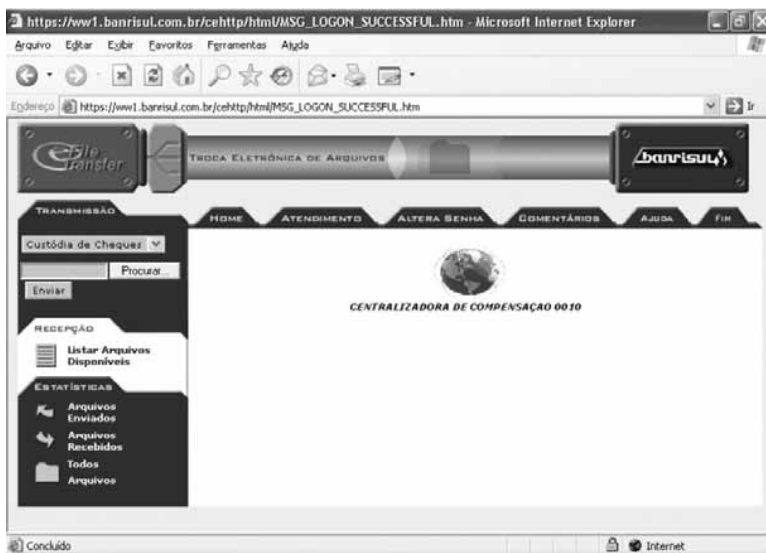 https://ww1.banrisul.com.br/cehttp/html/MSG_LOGON_SUCCESSFUL.htm - Microsoft Internet Explorer
Arquivo Editar Exibir Favoritos Ferramentas Ajuda
Endereço https://ww1.banrisul.com.br/cehttp/html/MSG_LOGON_SUCCESSFUL.htm Ir
File Transfer
TROCA ELETRÔNICA DE ARQUIVOS
banrisul
TRANSMISSÃO
HOME ATENDIMENTO ALTERA SENHA COMENTÁRIOS AJUDA FIM
Custódia de Cheques
Procurar...
Enviar
CENTRALIZADORA DE COMPENSAÇAO 0010
RECEPÇÃO
Listar Arquivos
Disponíveis
ESTATÍSTICAS
Arquivos
Enviados
Arquivos
Recebidos
Todos
Arquivos
Concluído Internet